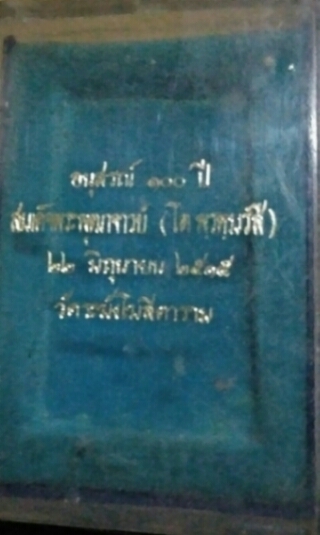 อนุสรณ์ ๑๐๐ ปี
สมเด็จพระพุฒาจารย์ (โต พฺรหฺมรํสี)
๒๒ มิถุนายน ๒๕๑๕
วัดระฆังโฆสิตาราม